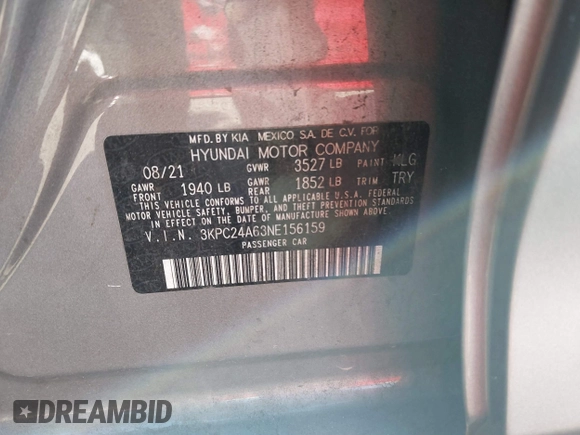 MFD. BY KIA MEXICO S.A. DE C.V. FOR
HYUNDAI MOTOR COMPANY
08/21 GVWR 3527 LB PAINT MLG
GAWR FRONT 1940 LB GAWR REAR 1852 LB TRIM TRY
THIS VEHICLE CONFORMS TO ALL APPLICABLE U.S.A. FEDERAL
MOTOR VEHICLE SAFETY, BUMPER, AND THEFT PREVENTION
STANDARDS IN EFFECT ON THE DATE OF MANUFACTURE SHOWN ABOVE.
V.I.N. 3KPC24A63NE156159
PASSENGER CAR
DREAMBID